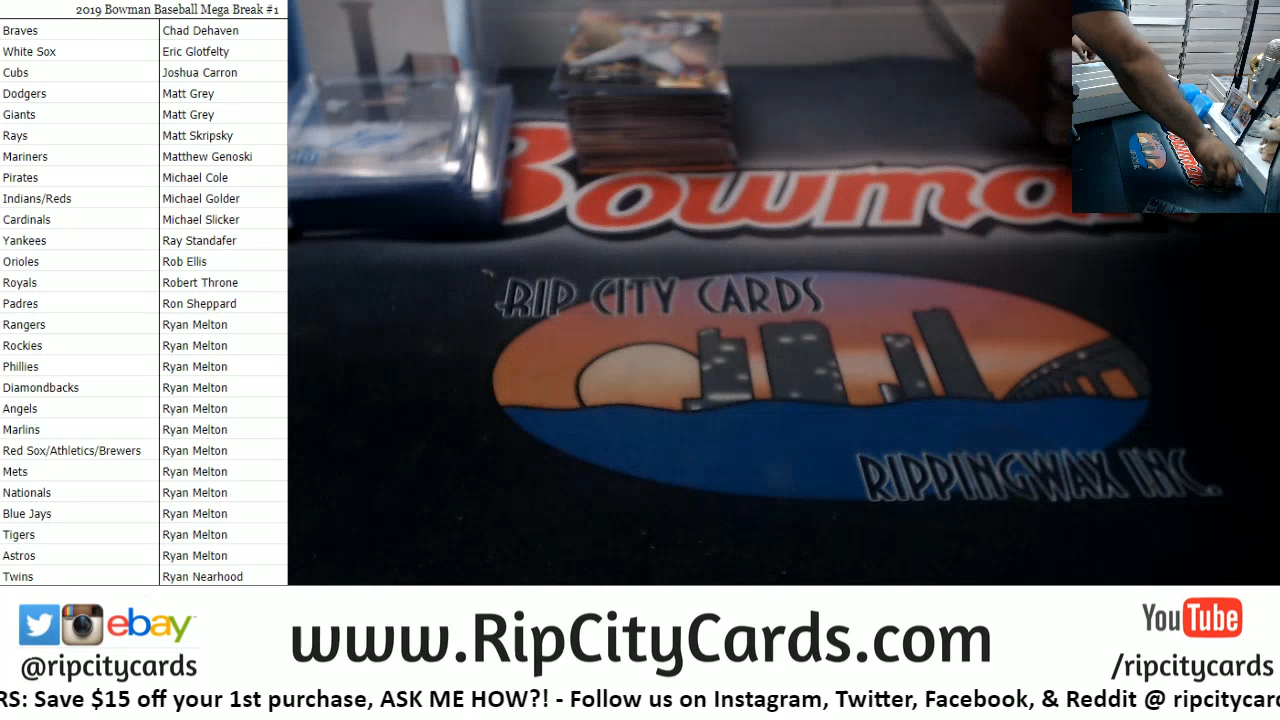 2019 Bowman Baseball Mega Break #1
Braves Chad Dehaven
White Sox Eric Glotfelty
Cubs Joshua Carron
Dodgers Matt Grey
Giants Matt Grey
Rays Matt Skripsky
Mariners Matthew Genoski
Pirates Michael Cole
Indians/Reds Michael Golder
Cardinals Michael Slicker
Yankees Ray Standafer
Orioles Rob Ellis
Royals Robert Throne
Padres Ron Sheppard
Rangers Ryan Melton
Rockies Ryan Melton
Phillies Ryan Melton
Diamondbacks Ryan Melton
Angels Ryan Melton
Marlins Ryan Melton
Red Sox/Athletics/Brewers Ryan Melton
Mets Ryan Melton
Nationals Ryan Melton
Blue Jays Ryan Melton
Tigers Ryan Melton
Astros Ryan Melton
Twins Ryan Nearhood
Bowma
RIP CITY CARDS
RIPPINGWAX INC.
ebay
@ripcitycards
www.RipCityCards.com
YouTube
/ripcitycards
RS: Save $15 off your 1st purchase, ASK ME HOW?! - Follow us on Instagram, Twitter, Facebook, & Reddit @ ripcitycar